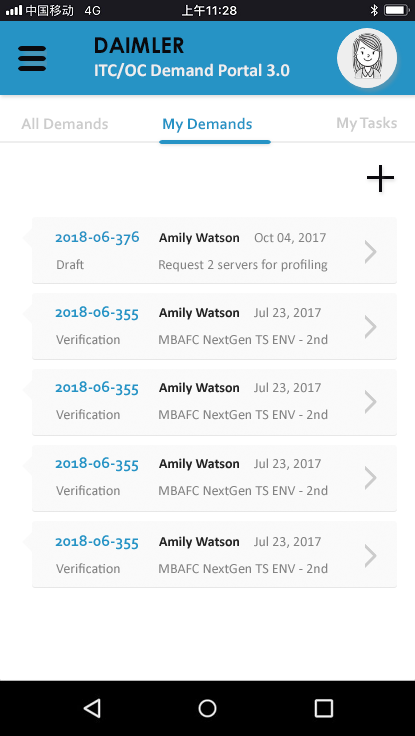 中国移动 4G 上午11:28
DAIMLER
ITC/OC Demand Portal 3.0
All Demands My Demands My Tasks
2018-06-376 Amily Watson Oct 04, 2017
Draft Request 2 servers for profiling
2018-06-355 Amily Watson Jul 23, 2017
Verification MBAFC NextGen TS ENV - 2nd
2018-06-355 Amily Watson Jul 23, 2017
Verification MBAFC NextGen TS ENV - 2nd
2018-06-355 Amily Watson Jul 23, 2017
Verification MBAFC NextGen TS ENV - 2nd
2018-06-355 Amily Watson Jul 23, 2017
Verification MBAFC NextGen TS ENV - 2nd